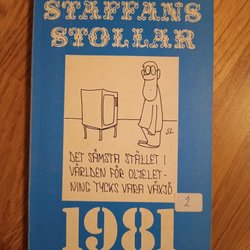 STAFFANS
STOLLAR
DET SÄMSTA STÄLLET I
VÄRLDEN FÖR OLJELET-
NING TYCKS VARA VÄXJÖ
1981
2